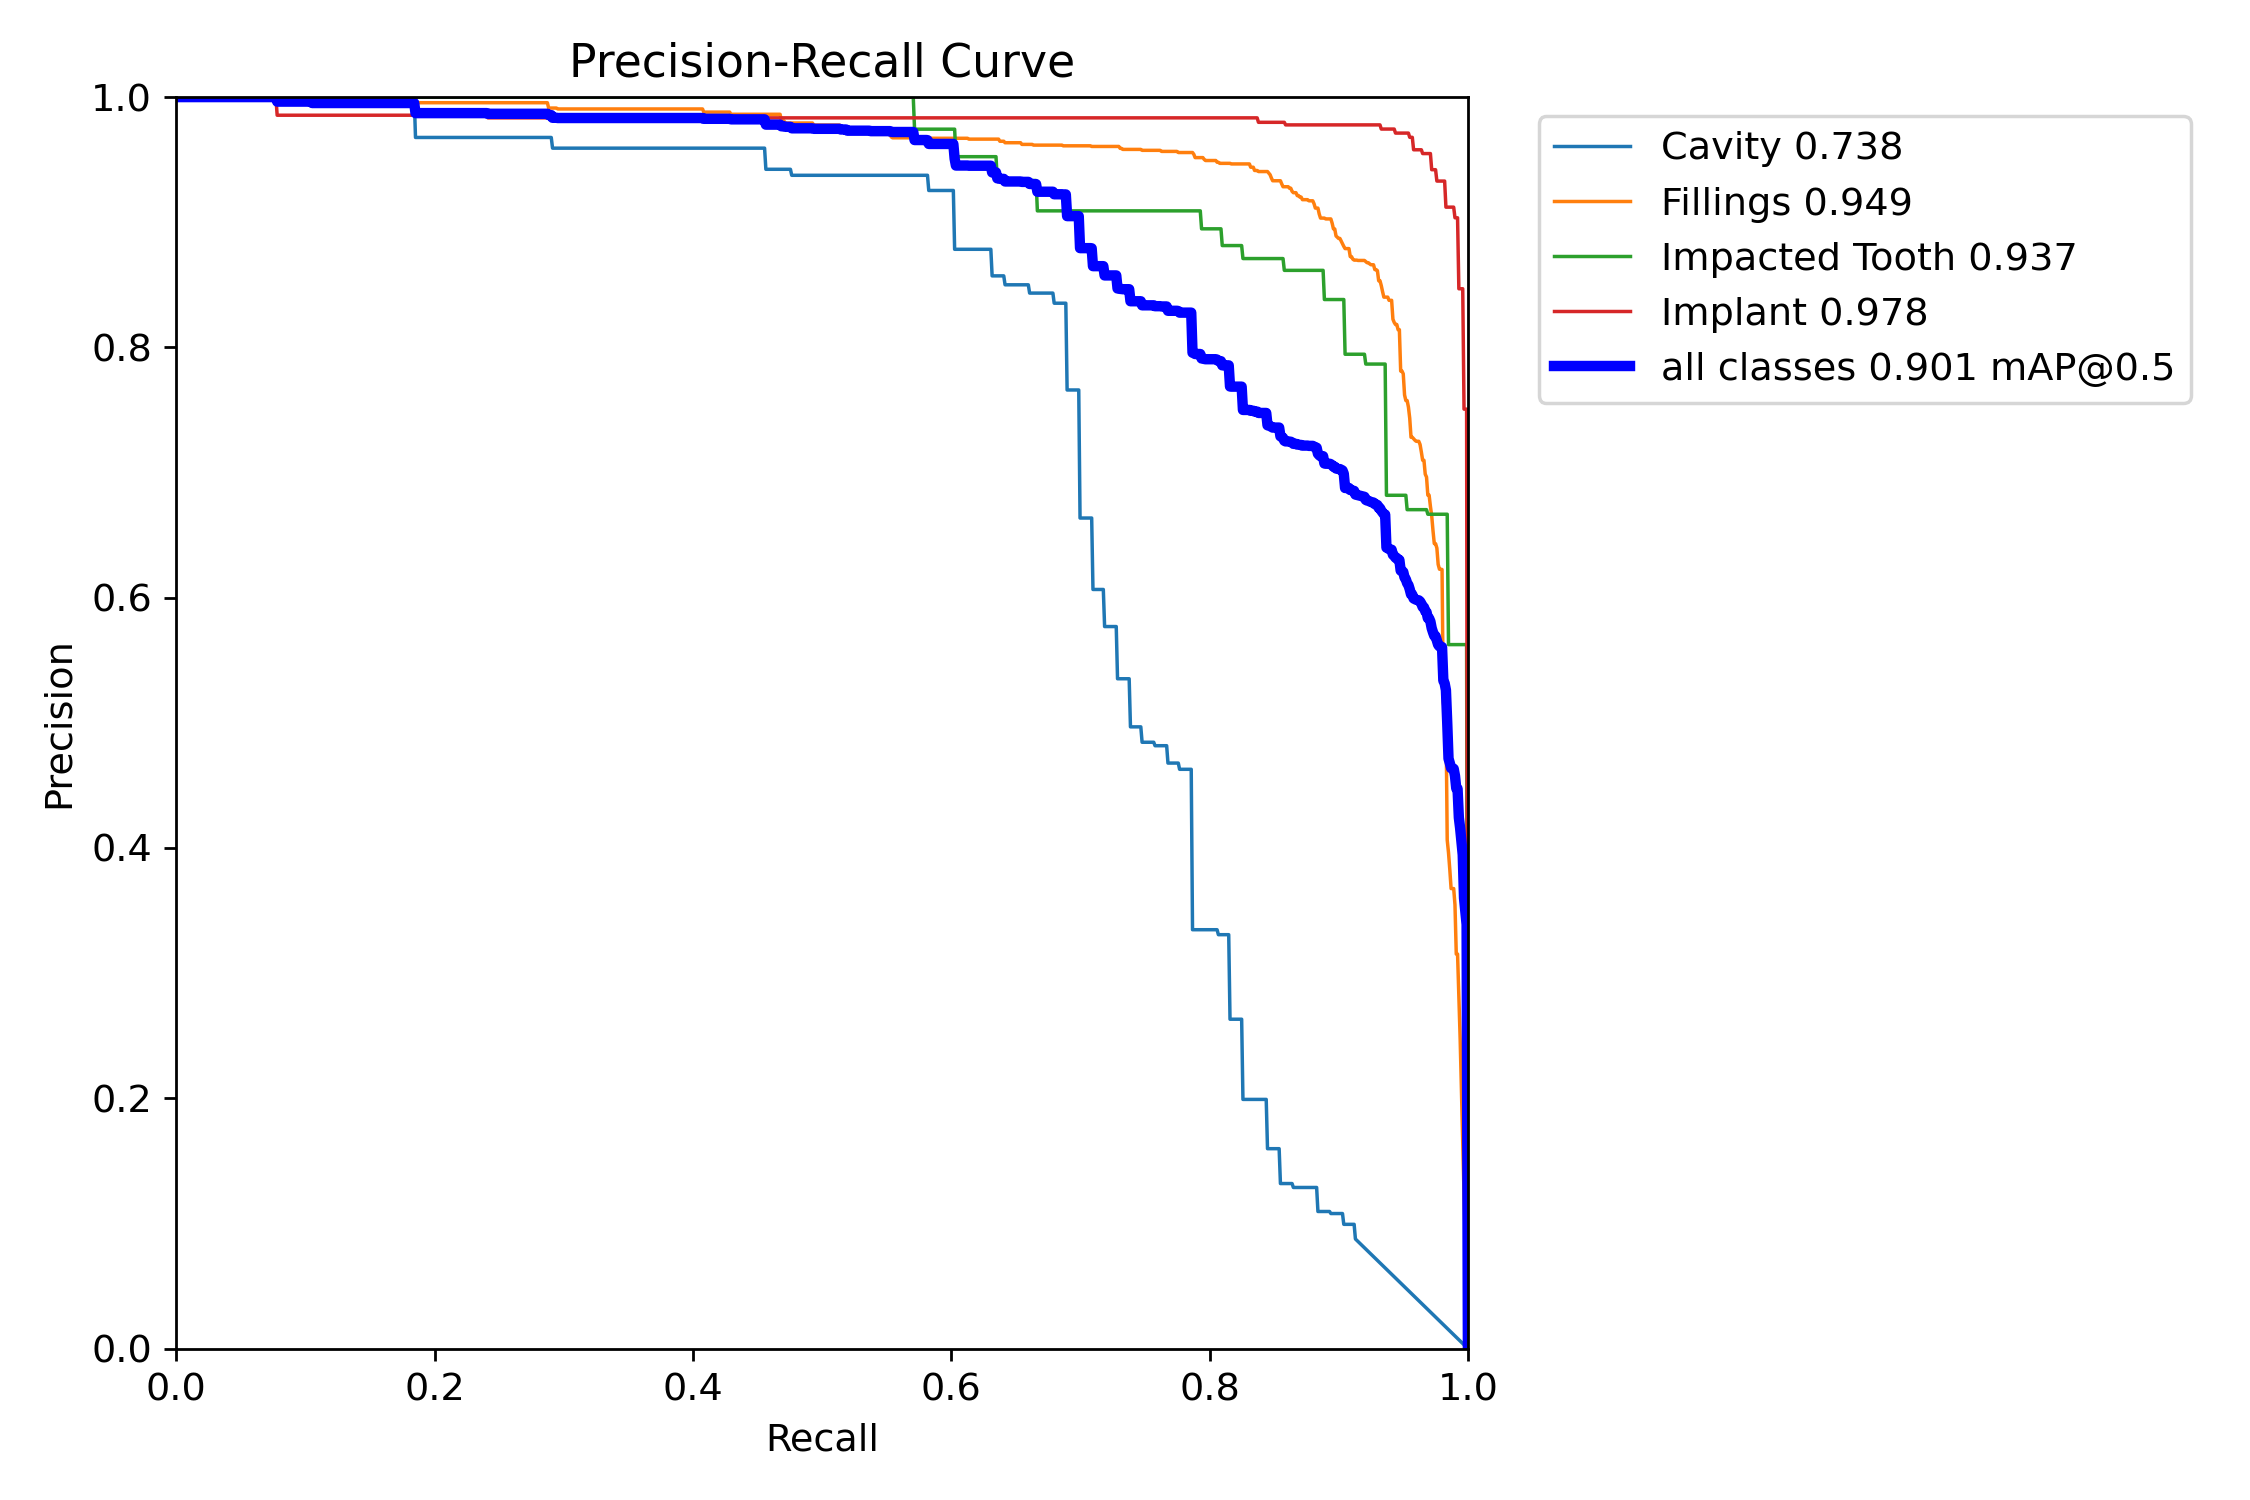 Precision-Recall Curve
1.0
0.8
0.6
0.4
0.2
0.0
Precision
0.0 0.2 0.4 0.6 0.8 1.0
Recall
Cavity 0.738
Fillings 0.949
Impacted Tooth 0.937
Implant 0.978
all classes 0.901 mAP@0.5